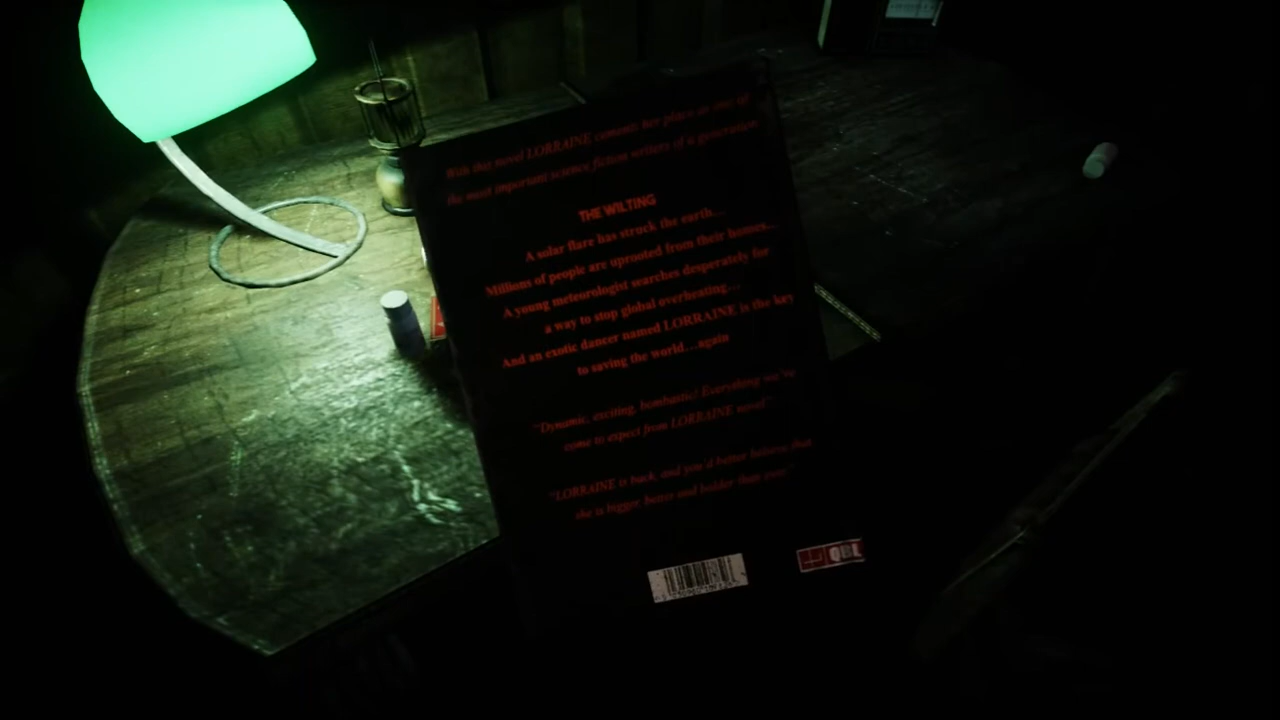 With this novel LORRAINE cements her place as one of
the most important science fiction writers of a generation.
THE WILTING
A solar flare has struck the earth...
Millions of people are uprooted from their homes...
A young meteorologist searches desperately for
a way to stop global overheating...
And an exotic dancer named LORRAINE is the key
to saving the world...again
"Dynamic, exciting, bombastic! Everything we've
come to expect from LORRAINE novel"
"LORRAINE is back, and you'd better believe that
she is bigger, better and bolder than ever."